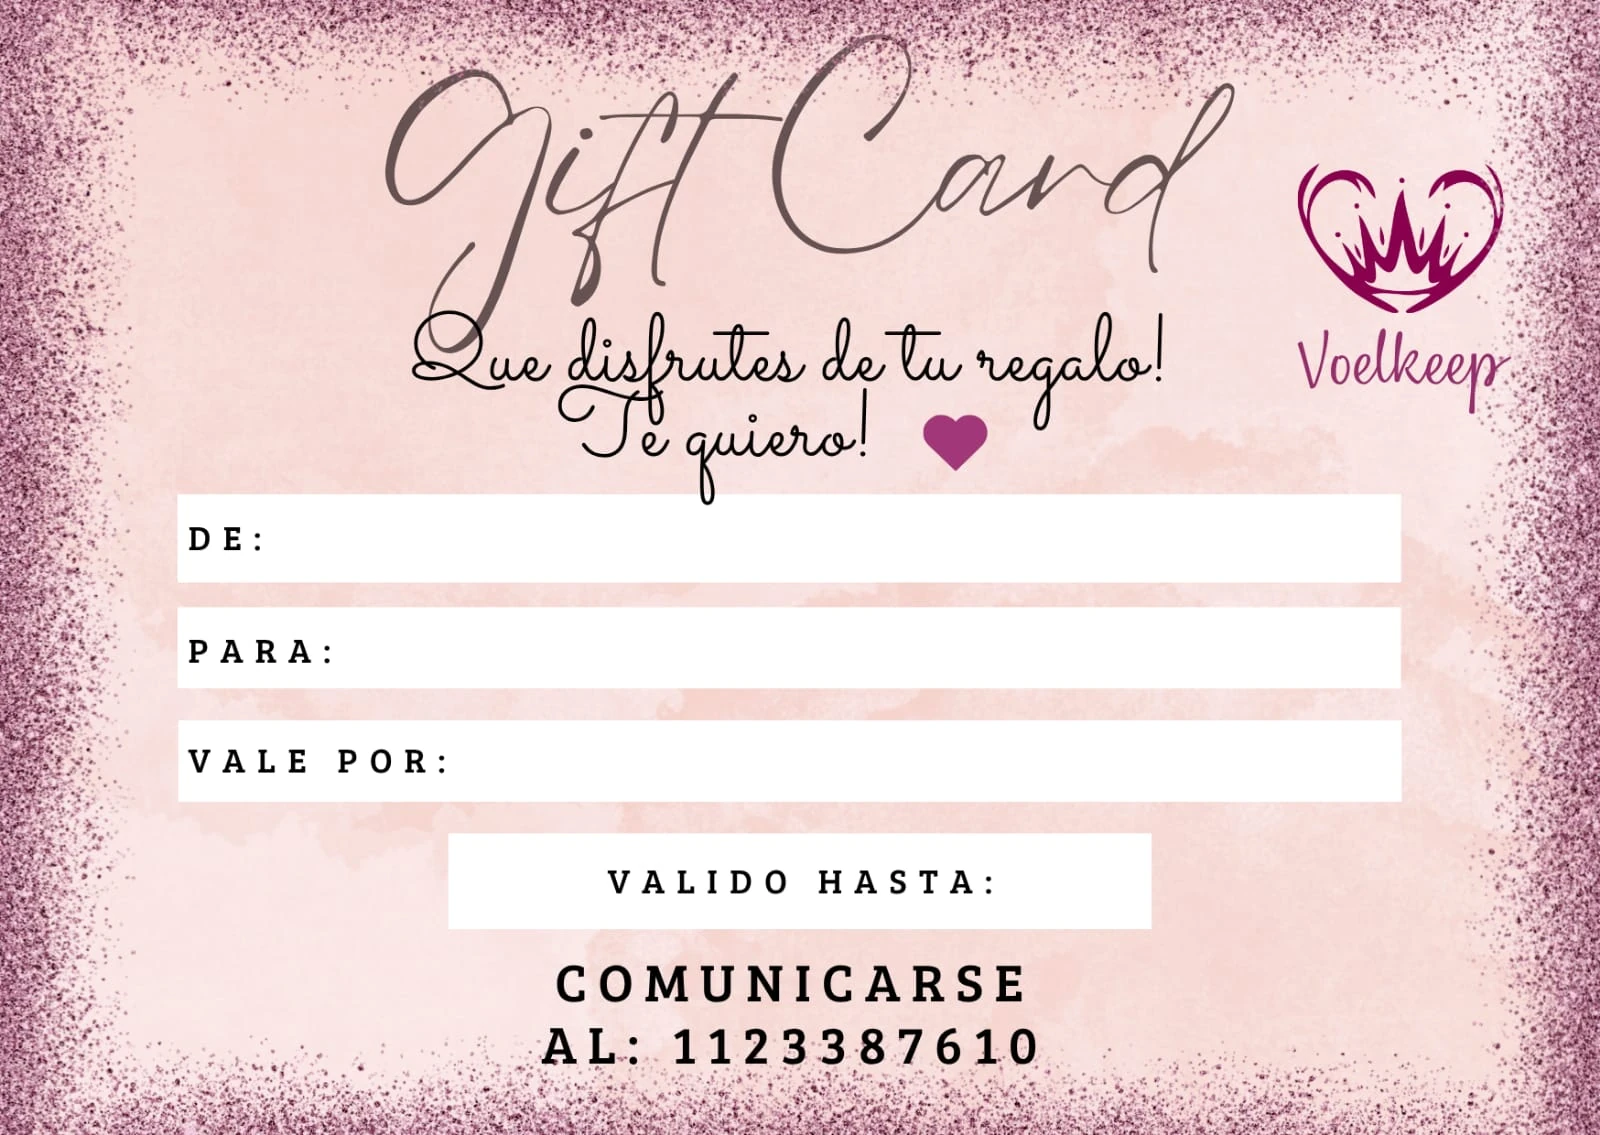 Gift Card
Voelkeep
Que disfrutes de tu regalo!
Te quiero!
DE:
PARA:
VALE POR:
VALIDO HASTA:
COMUNICARSE
AL: 1123387610